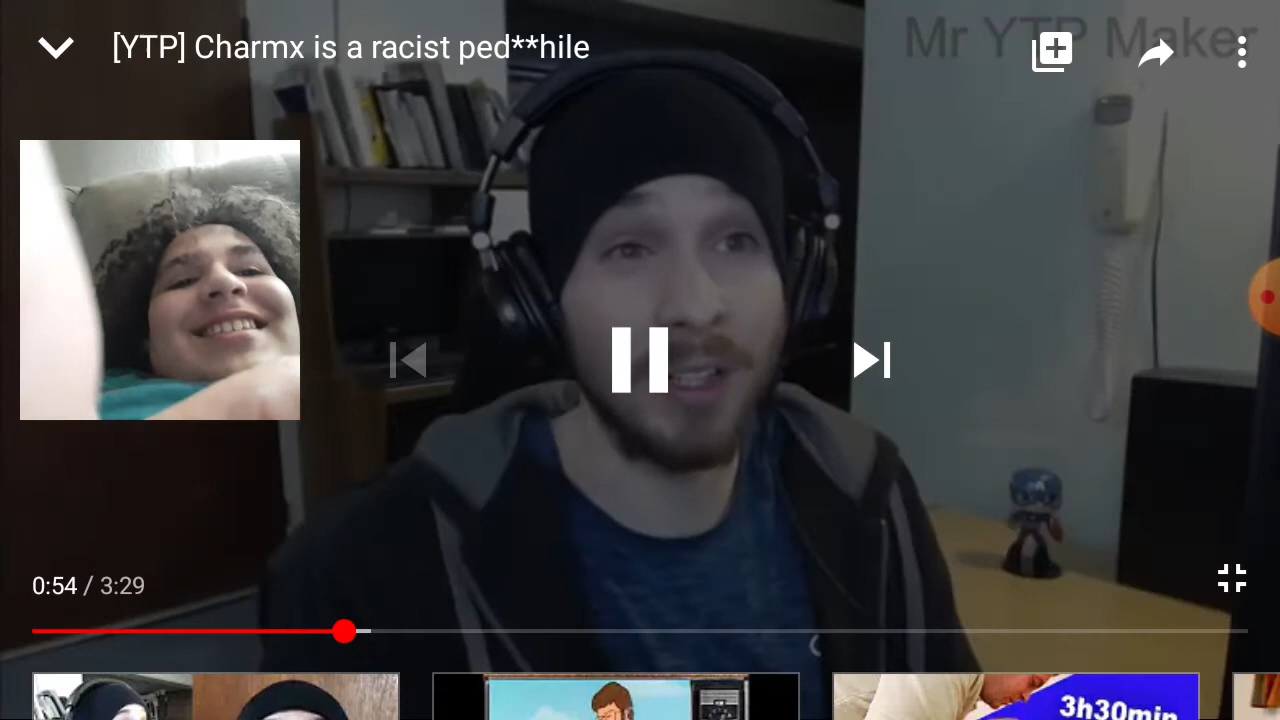 [YTP] Charmx is a racist ped**hile
Mr YTP Maker
0:54 / 3:29
3h30min